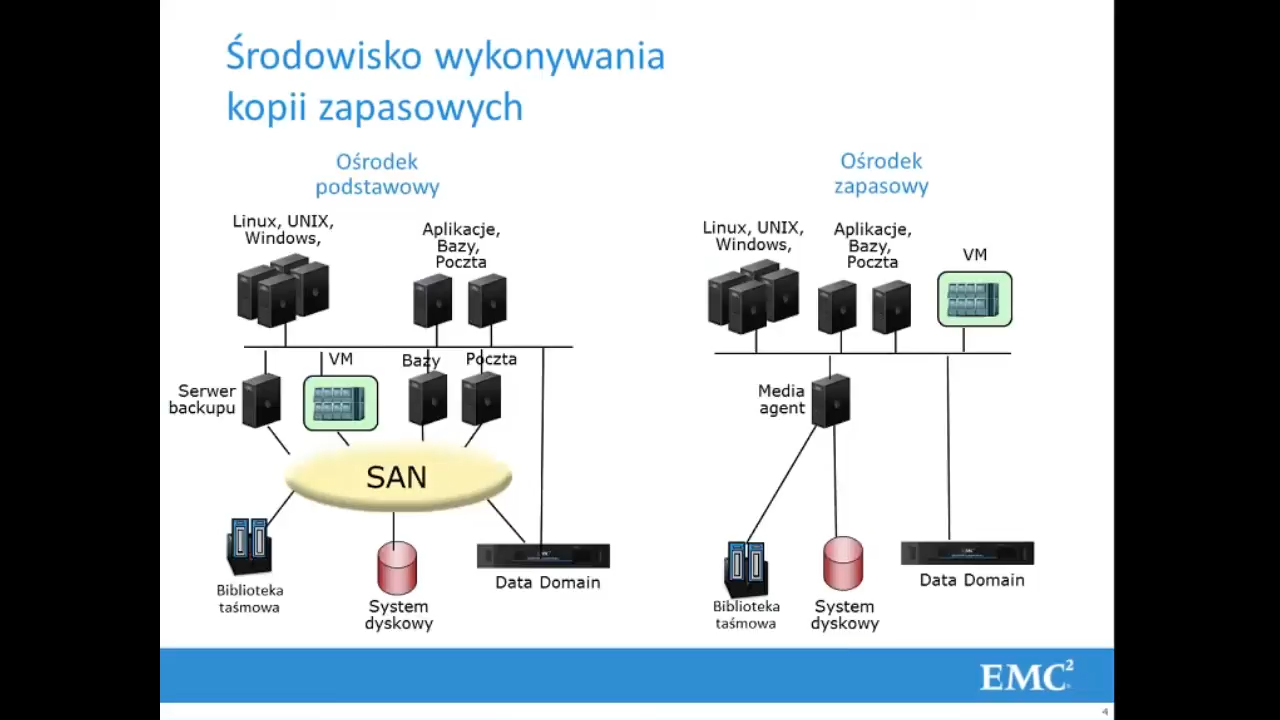 Środowisko wykonywania
kopii zapasowych
Ośrodek
podstawowy
Linux, UNIX,
Windows,
Aplikacje,
Bazy,
Poczta
VM
Bazy
Poczta
Serwer
backupu
SAN
Biblioteka
taśmowa
System
dyskowy
Data Domain
Ośrodek
zapasowy
Linux, UNIX,
Windows,
Aplikacje,
Bazy,
Poczta
VM
Media
agent
Biblioteka
taśmowa
System
dyskowy
Data Domain
EMC²
4